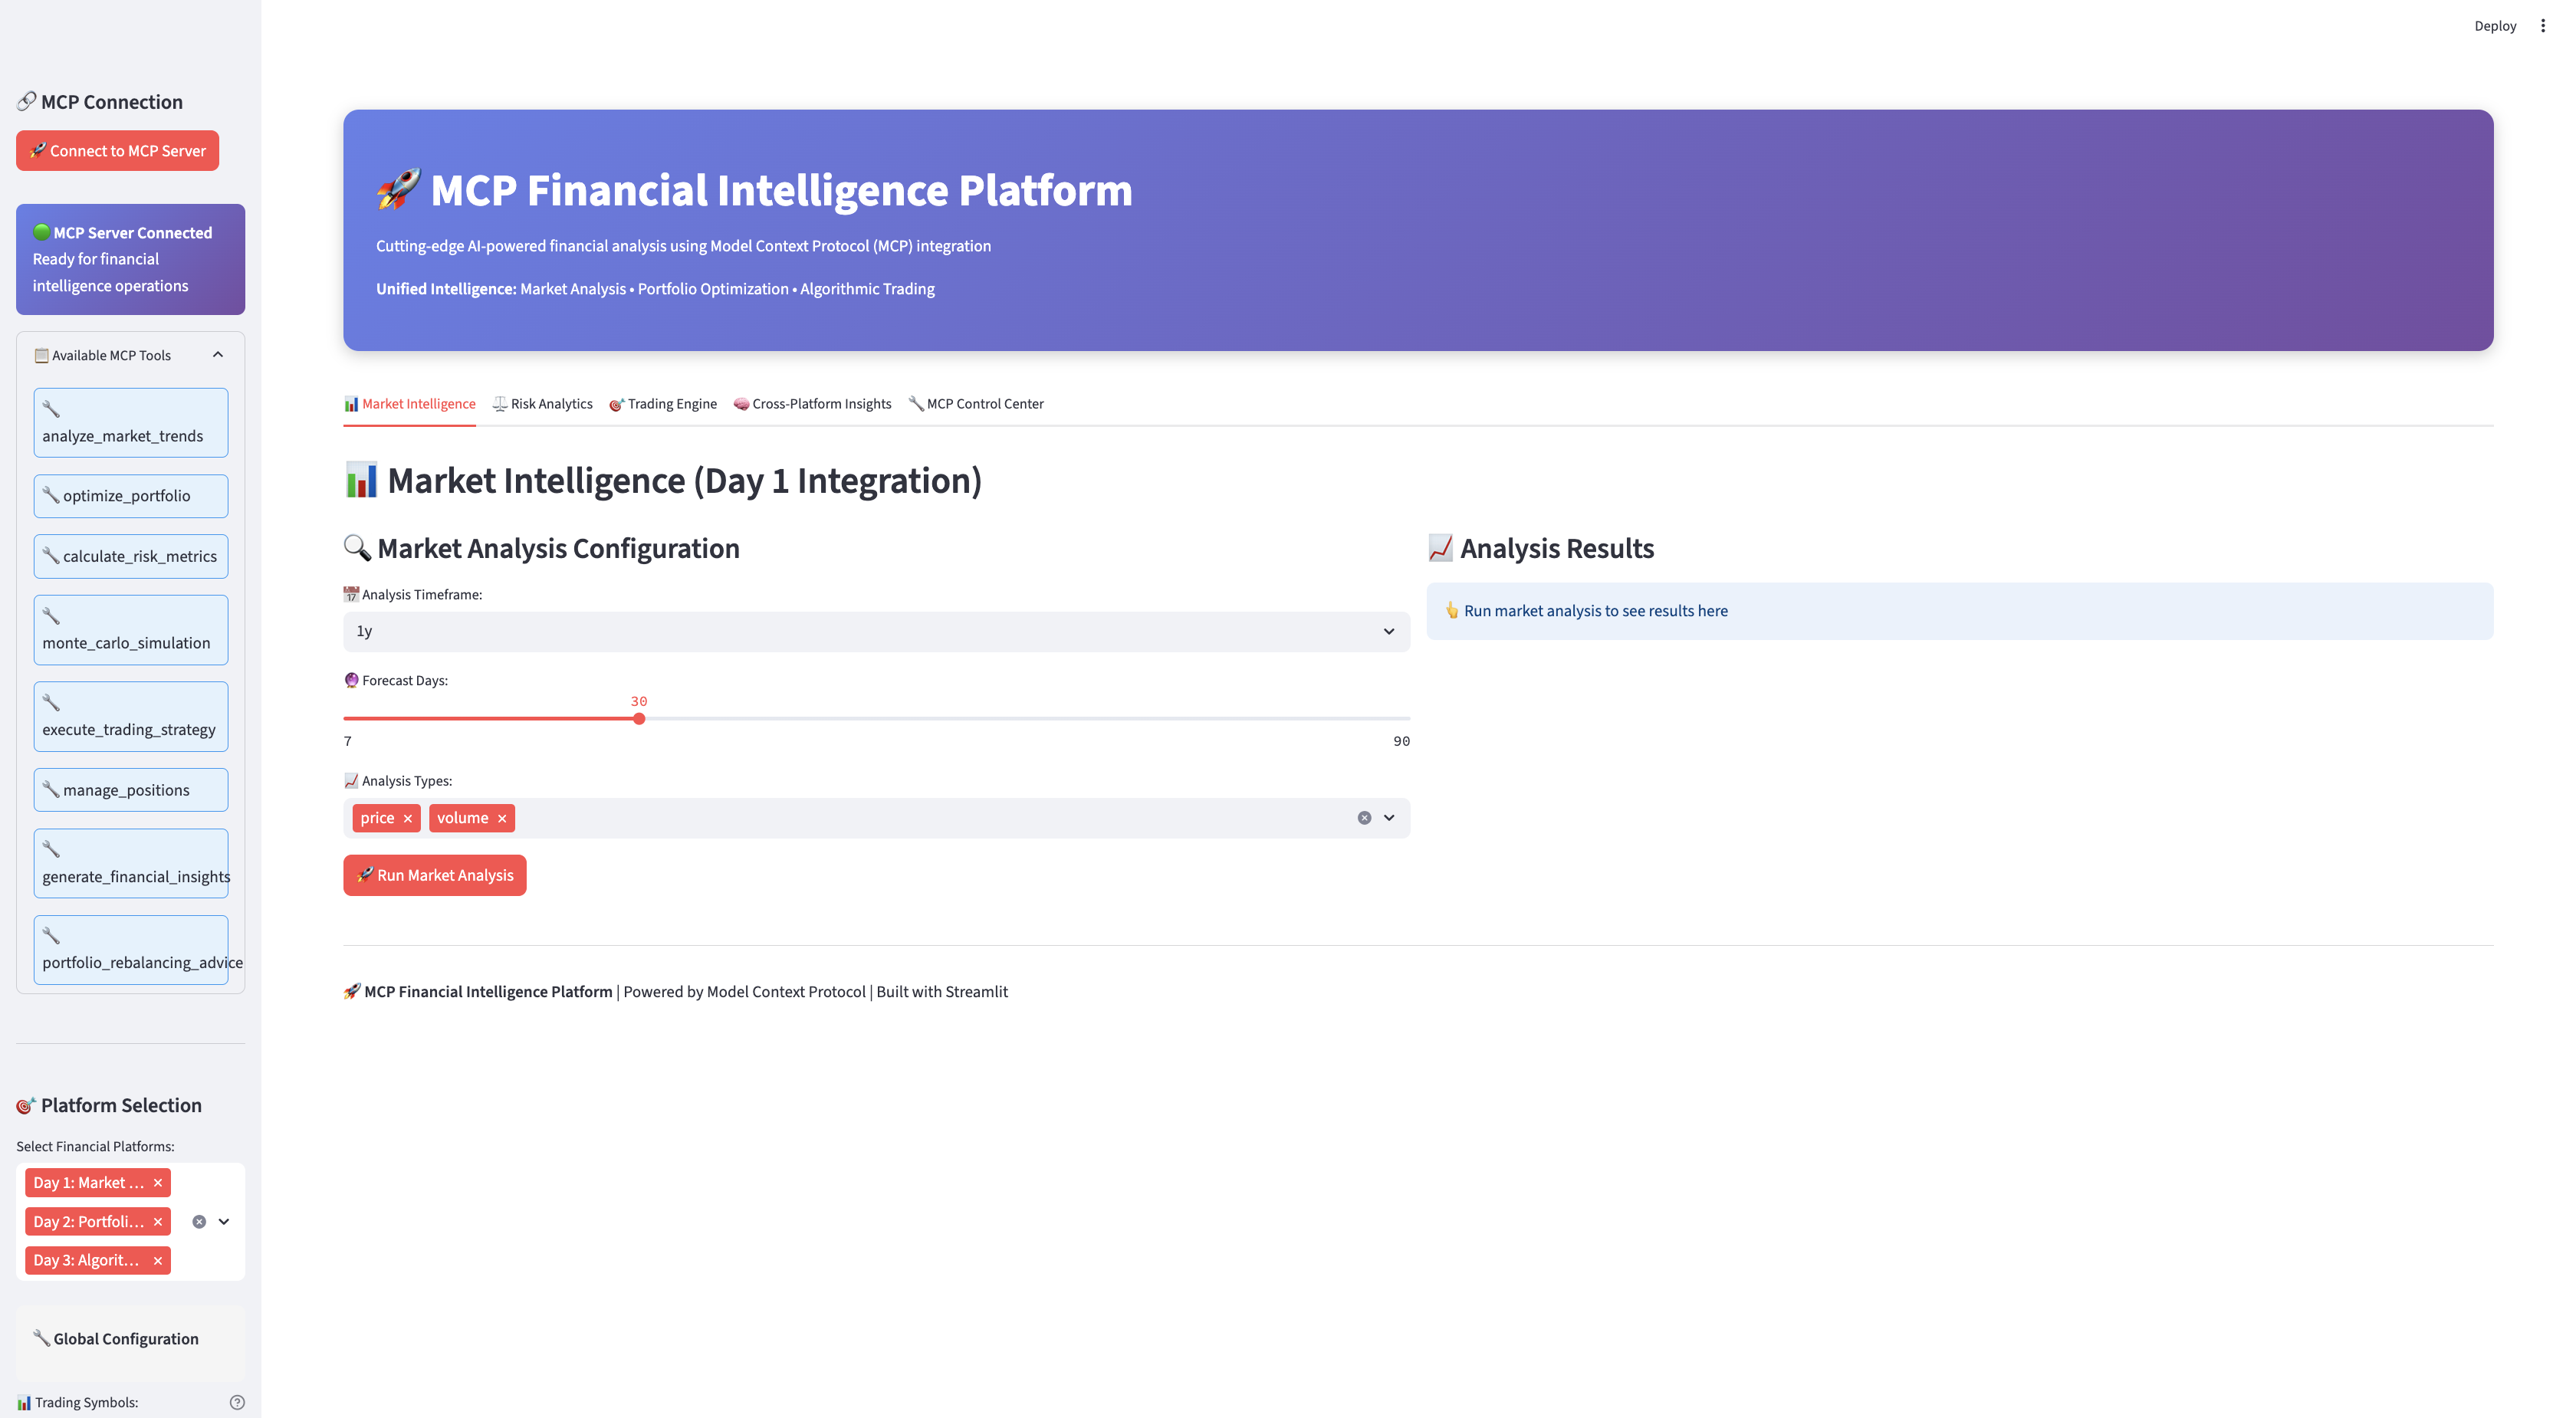 Deploy
MCP Connection
Connect to MCP Server
MCP Server Connected
Ready for financial
intelligence operations
Available MCP Tools
analyze_market_trends
optimize_portfolio
calculate_risk_metrics
monte_carlo_simulation
execute_trading_strategy
manage_positions
generate_financial_insights
portfolio_rebalancing_advice
Platform Selection
Select Financial Platforms:
Day 1: Market ...
Day 2: Portfoli...
Day 3: Algorit...
Global Configuration
Trading Symbols:
MCP Financial Intelligence Platform
Cutting-edge AI-powered financial analysis using Model Context Protocol (MCP) integration
Unified Intelligence: Market Analysis • Portfolio Optimization • Algorithmic Trading
Market Intelligence Risk Analytics Trading Engine Cross-Platform Insights MCP Control Center
Market Intelligence (Day 1 Integration)
Market Analysis Configuration
Analysis Timeframe:
1y
Forecast Days:
30
7 90
Analysis Types:
price volume
Run Market Analysis
Analysis Results
Run market analysis to see results here
MCP Financial Intelligence Platform | Powered by Model Context Protocol | Built with Streamlit